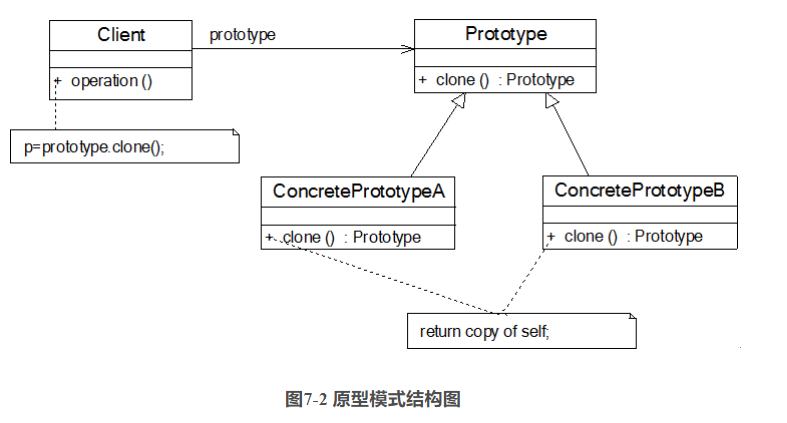 Client
prototype
Prototype
+ operation ()
+ clone () : Prototype
p=prototype.clone();
ConcretePrototypeA
ConcretePrototypeB
+ clone () : Prototype
+ clone () : Prototype
return copy of self;
图7-2 原型模式结构图